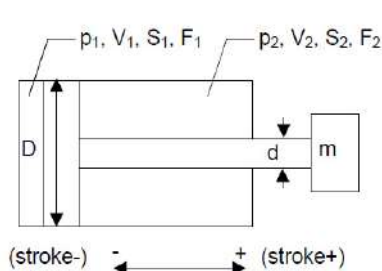 p₁, V₁, S₁, F₁
p₂, V₂, S₂, F₂
D
d
m
(stroke-) - + (stroke+)